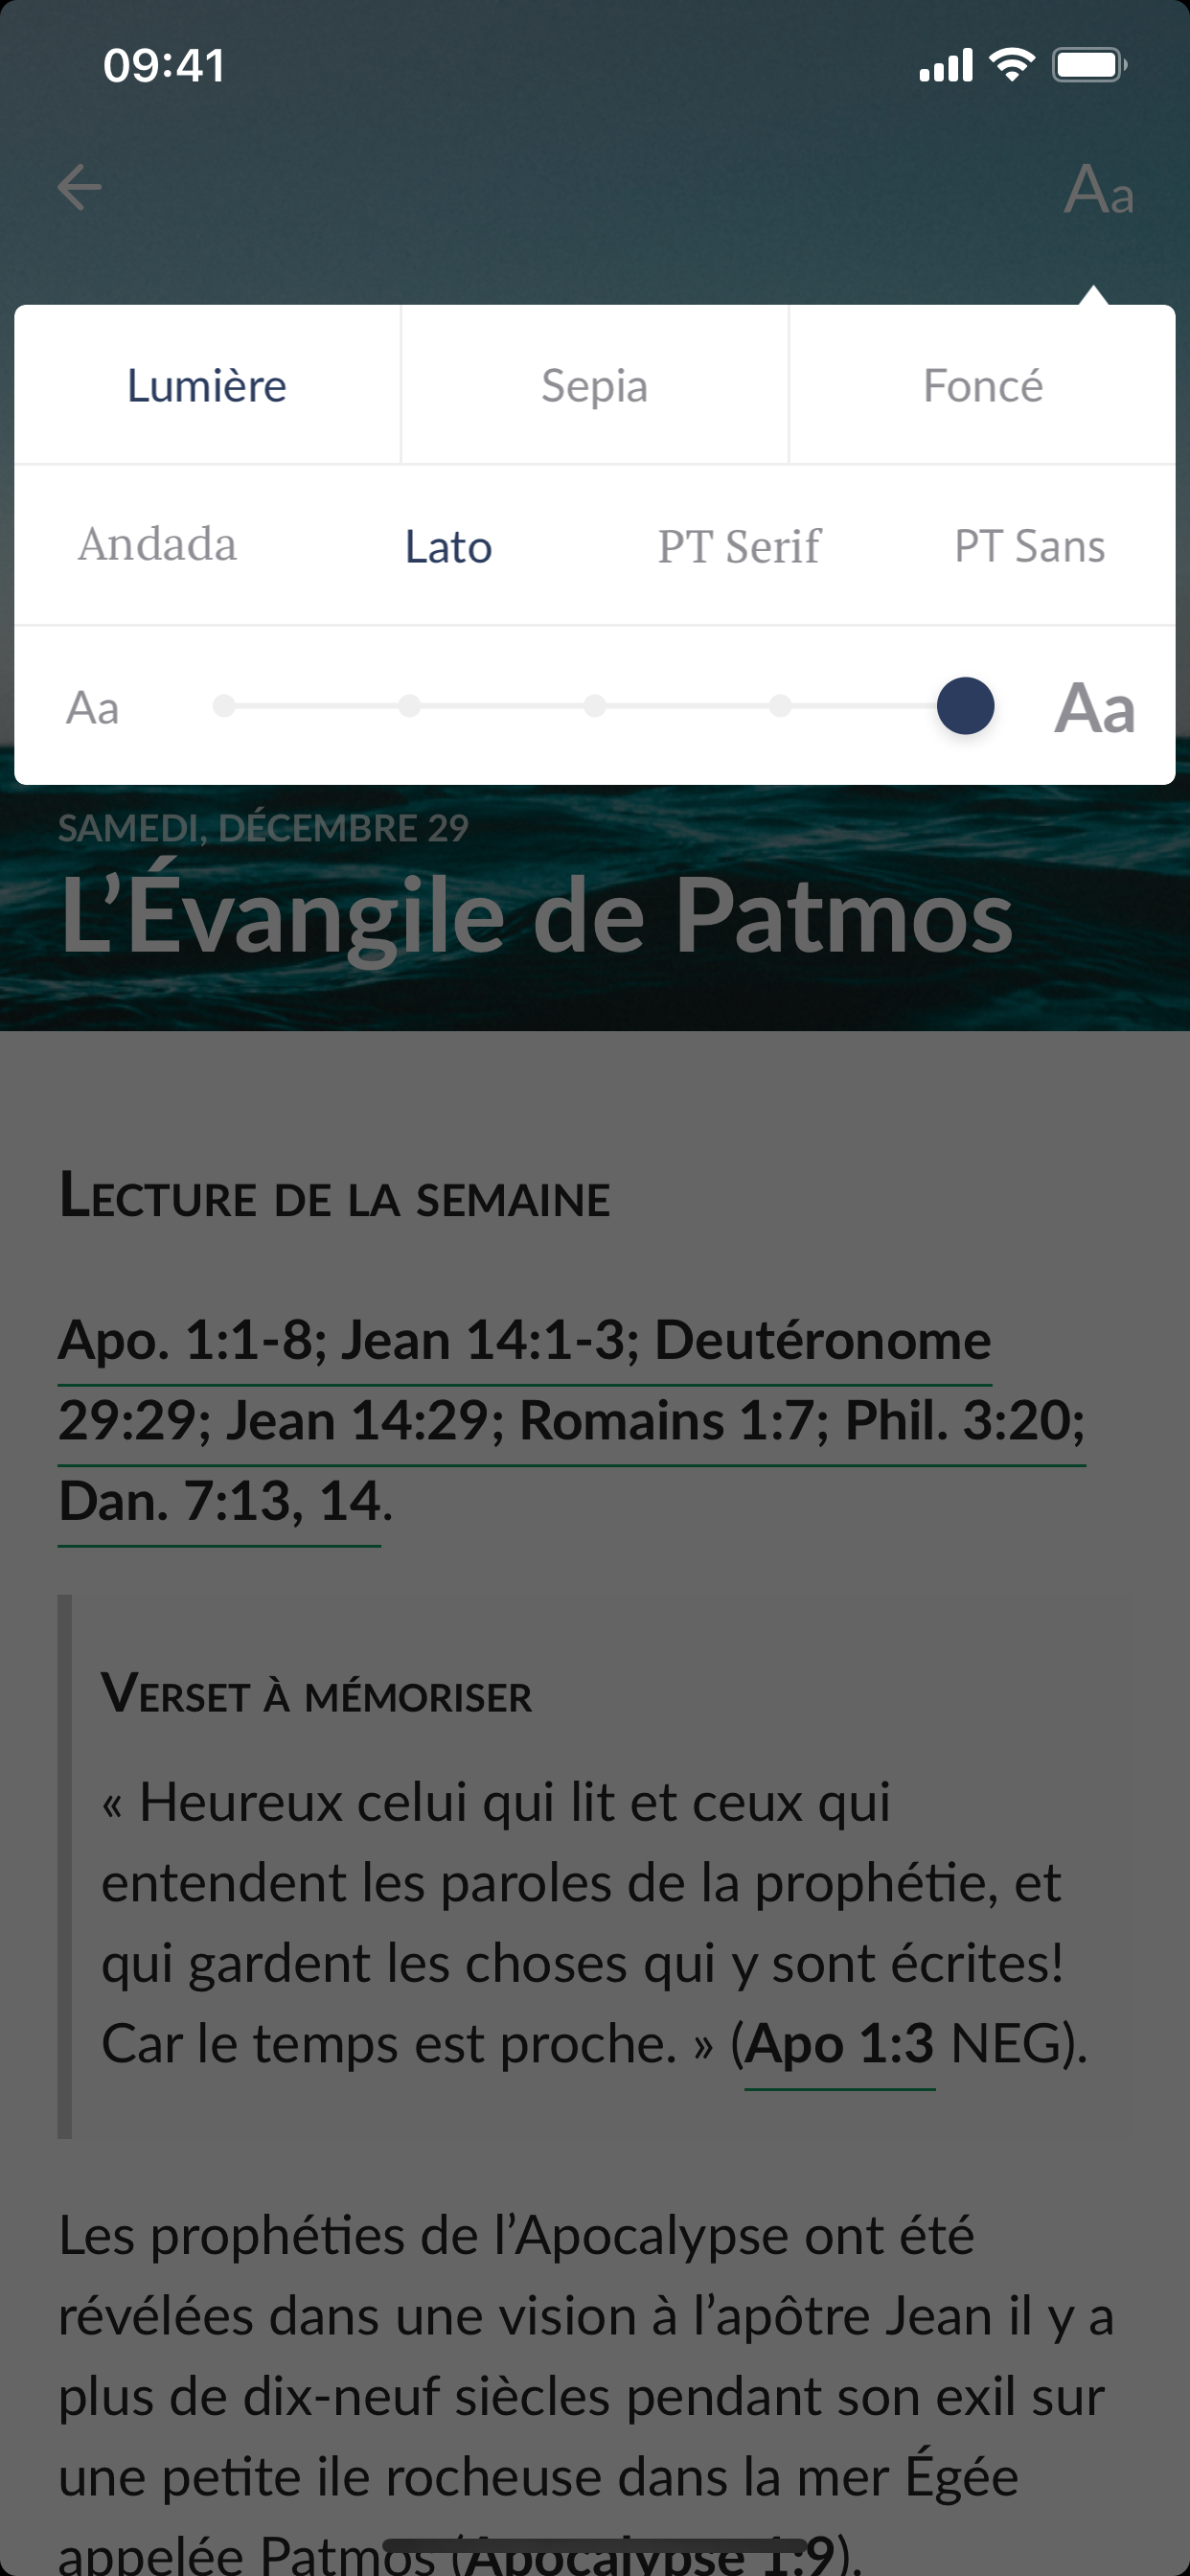 09:41
Aa
Lumière Sepia Foncé
Andada Lato PT Serif PT Sans
Aa Aa
SAMEDI, DÉCEMBRE 29
L’Évangile de Patmos
Lecture de la semaine
Apo. 1:1-8; Jean 14:1-3; Deutéronome
29:29; Jean 14:29; Romains 1:7; Phil. 3:20;
Dan. 7:13, 14.
Verset à mémoriser
« Heureux celui qui lit et ceux qui
entendent les paroles de la prophétie, et
qui gardent les choses qui y sont écrites!
Car le temps est proche. » (Apo 1:3 NEG).
Les prophéties de l’Apocalypse ont été
révélées dans une vision à l’apôtre Jean il y a
plus de dix-neuf siècles pendant son exil sur
une petite ile rocheuse dans la mer Égée
appelée Patmos (Apocalypse 1:9).